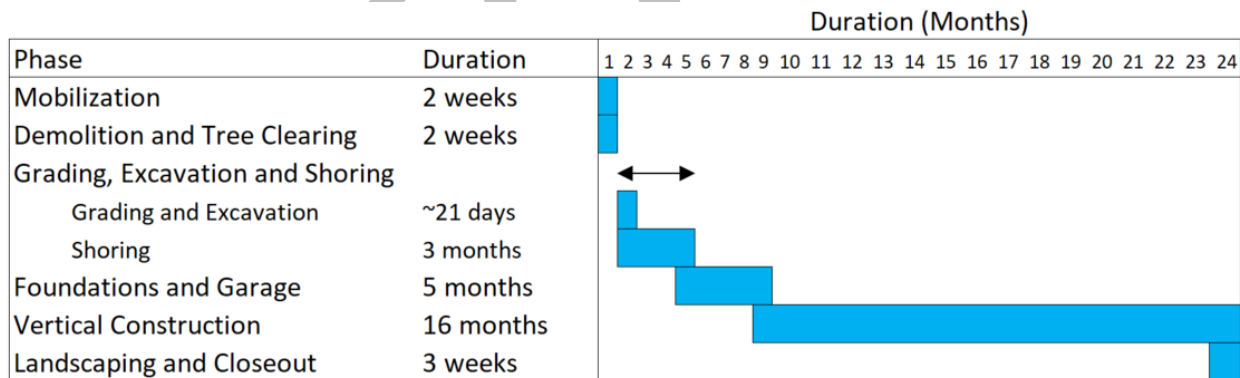 Duration (Months)
Phase Duration 1 2 3 4 5 6 7 8 9 10 11 12 13 14 15 16 17 18 19 20 21 22 23 24
Mobilization 2 weeks
Demolition and Tree Clearing 2 weeks
Grading, Excavation and Shoring
Grading and Excavation ~21 days
Shoring 3 months
Foundations and Garage 5 months
Vertical Construction 16 months
Landscaping and Closeout 3 weeks